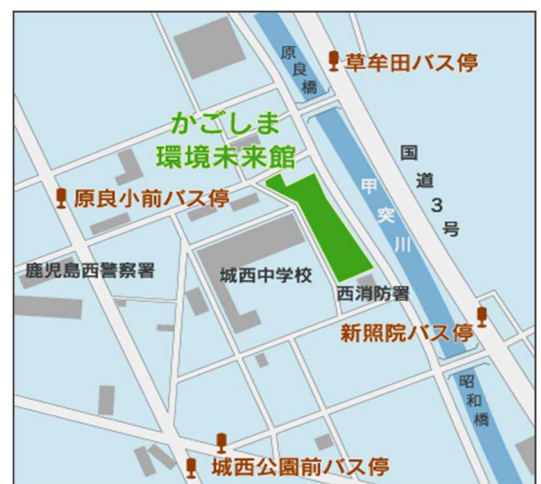 原良橋
草牟田バス停
かごしま
環境未来館
国道3号
甲突川
原良小前バス停
鹿児島西警察署
城西中学校
西消防署
新照院バス停
昭和橋
城西公園前バス停